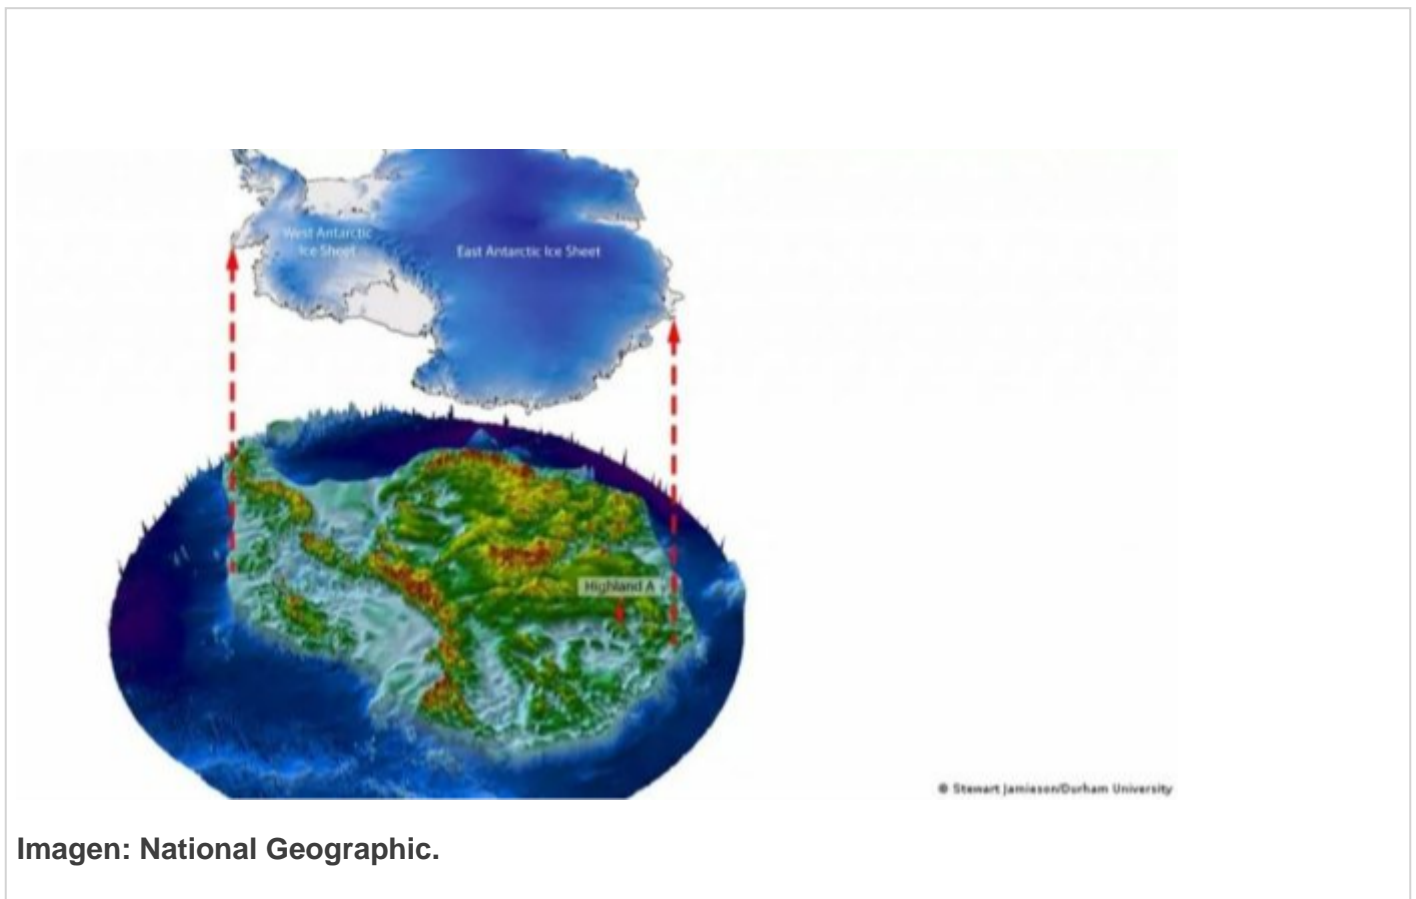 West Antarctic
Ice Sheet
East Antarctic Ice Sheet
Highland A
© Stewart Jamieson/Durham University
Imagen: National Geographic.